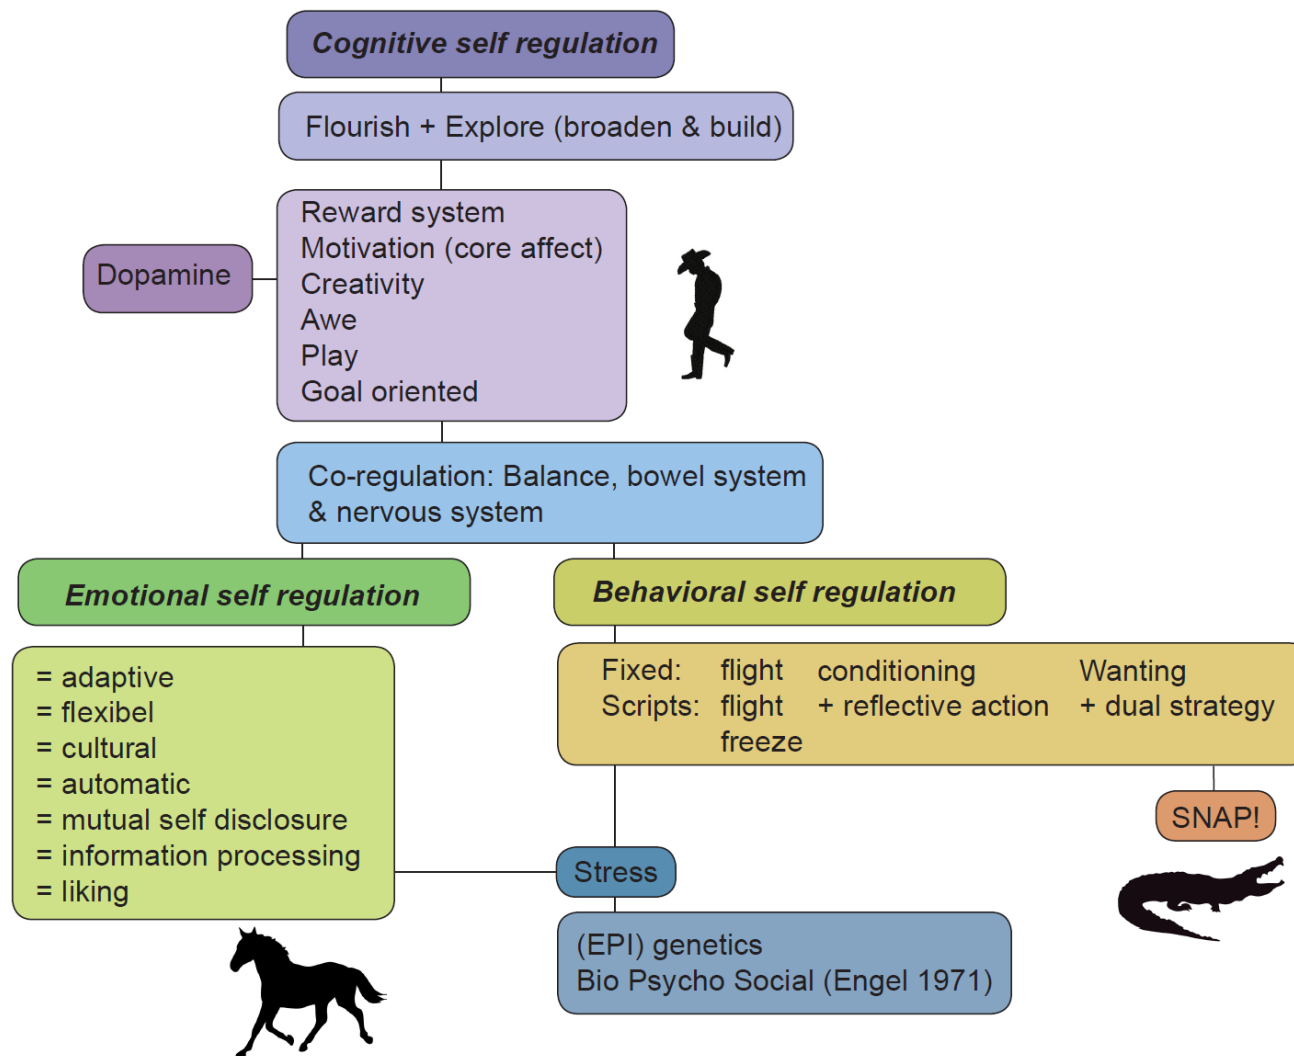 Cognitive self regulation
Flourish + Explore (broaden & build)
Reward system
Motivation (core affect)
Creativity
Awe
Play
Goal oriented
Dopamine
Co-regulation: Balance, bowel system
& nervous system
Emotional self regulation
Behavioral self regulation
= adaptive
= flexibel
= cultural
= automatic
= mutual self disclosure
= information processing
= liking
Fixed: flight conditioning Wanting
Scripts: flight + reflective action + dual strategy
freeze
SNAP!
Stress
(EPI) genetics
Bio Psycho Social (Engel 1971)